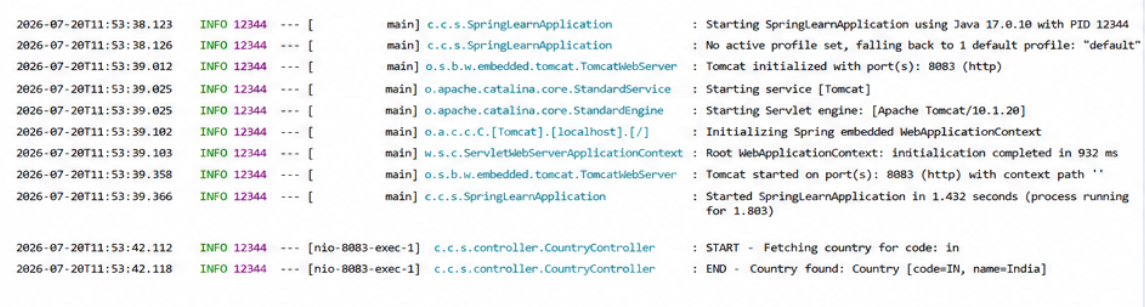 2026-07-20T11:53:38.123 INFO 12344 --- [ main] c.c.s.SpringLearnApplication : Starting SpringLearnApplication using Java 17.0.10 with PID 12344
2026-07-20T11:53:38.126 INFO 12344 --- [ main] c.c.s.SpringLearnApplication : No active profile set, falling back to 1 default profile: "default"
2026-07-20T11:53:39.012 INFO 12344 --- [ main] o.s.b.w.embedded.tomcat.TomcatWebServer : Tomcat initialized with port(s): 8083 (http)
2026-07-20T11:53:39.025 INFO 12344 --- [ main] o.apache.catalina.core.StandardService : Starting service [Tomcat]
2026-07-20T11:53:39.025 INFO 12344 --- [ main] o.apache.catalina.core.StandardEngine : Starting Servlet engine: [Apache Tomcat/10.1.20]
2026-07-20T11:53:39.102 INFO 12344 --- [ main] o.a.c.c.C.[Tomcat].[localhost].[/] : Initializing Spring embedded WebApplicationContext
2026-07-20T11:53:39.103 INFO 12344 --- [ main] w.s.c.ServletWebServerApplicationContext : Root WebApplicationContext: initialication completed in 932 ms
2026-07-20T11:53:39.358 INFO 12344 --- [ main] o.s.b.w.embedded.tomcat.TomcatWebServer : Tomcat started on port(s): 8083 (http) with context path ''
2026-07-20T11:53:39.366 INFO 12344 --- [ main] c.c.s.SpringLearnApplication : Started SpringLearnApplication in 1.432 seconds (process running
for 1.803)
2026-07-20T11:53:42.112 INFO 12344 --- [nio-8083-exec-1] c.c.s.controller.CountryController : START - Fetching country for code: in
2026-07-20T11:53:42.118 INFO 12344 --- [nio-8083-exec-1] c.c.s.controller.CountryController : END - Country found: Country [code=IN, name=India]